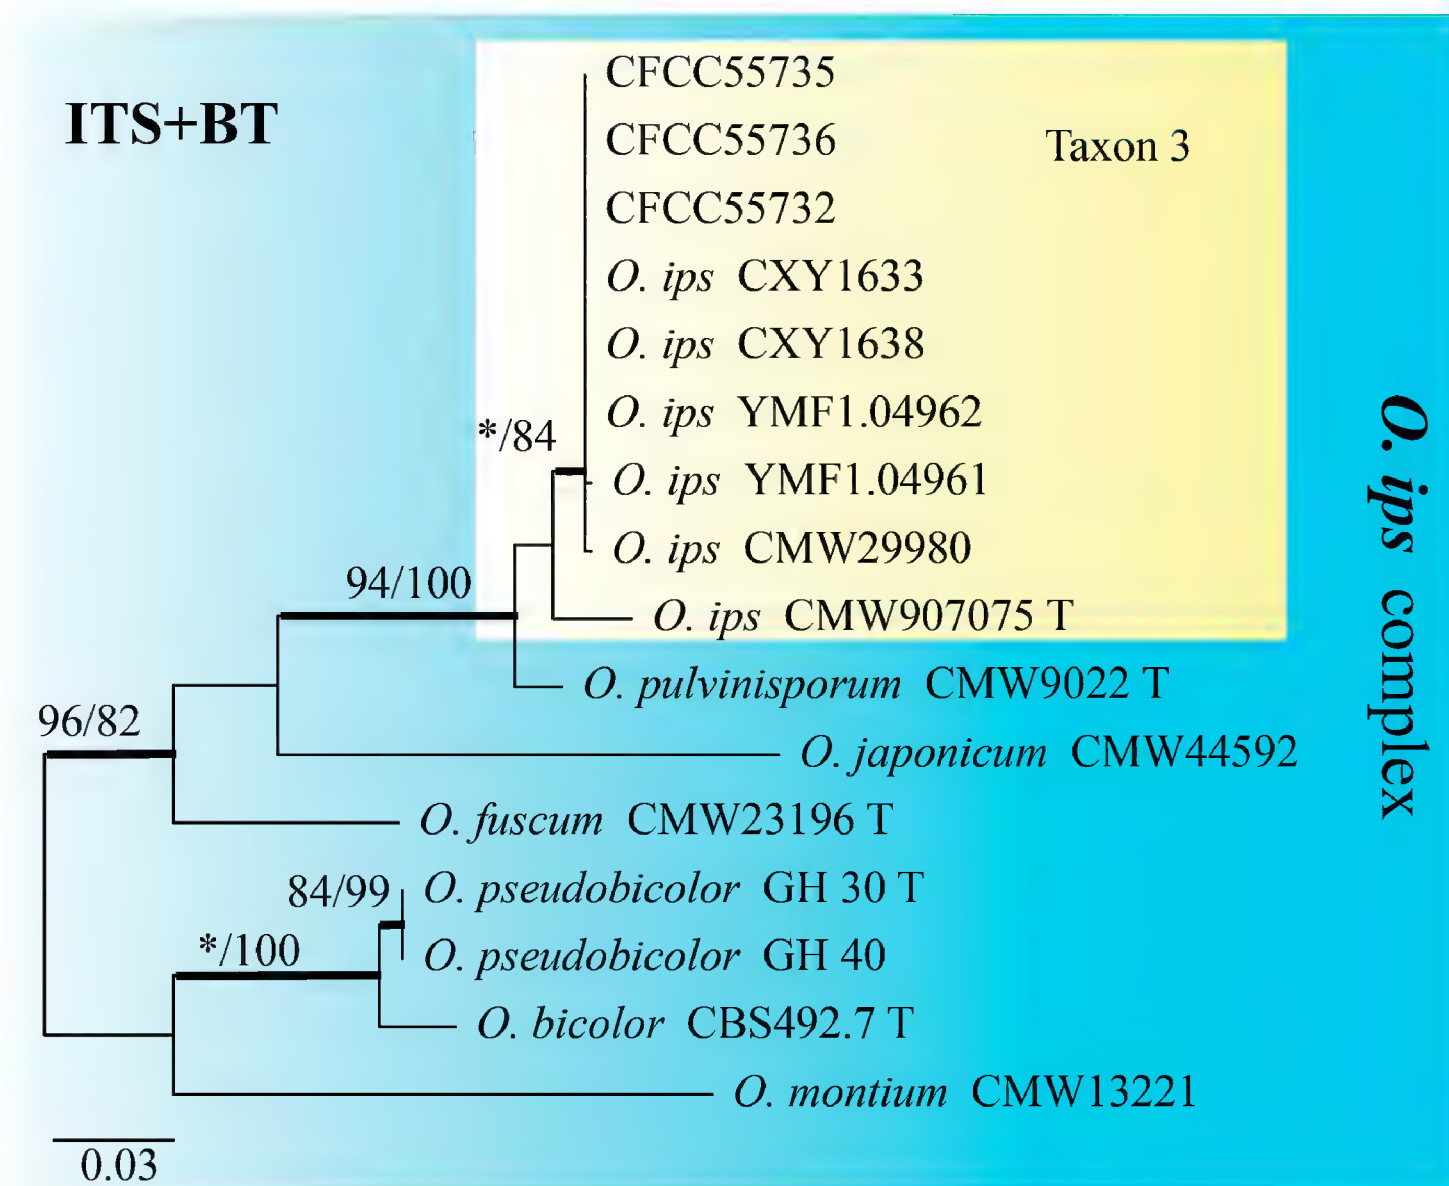 ITS+BT
CFCC55735
CFCC55736
Taxon 3
CFCC55732
O. ips CXY1633
O. ips CXY1638
O. ips YMF1.04962
*/84
O. ips YMF1.04961
O. ips CMW29980
94/100
O. ips CMW907075 T
O. pulvinisporum CMW9022 T
96/82
O. japonicum CMW44592
O. fuscum CMW23196 T
84/99
O. pseudobicolor GH 30 T
*/100
O. pseudobicolor GH 40
O. bicolor CBS492.7 T
O. montium CMW13221
0.03
O. ips complex